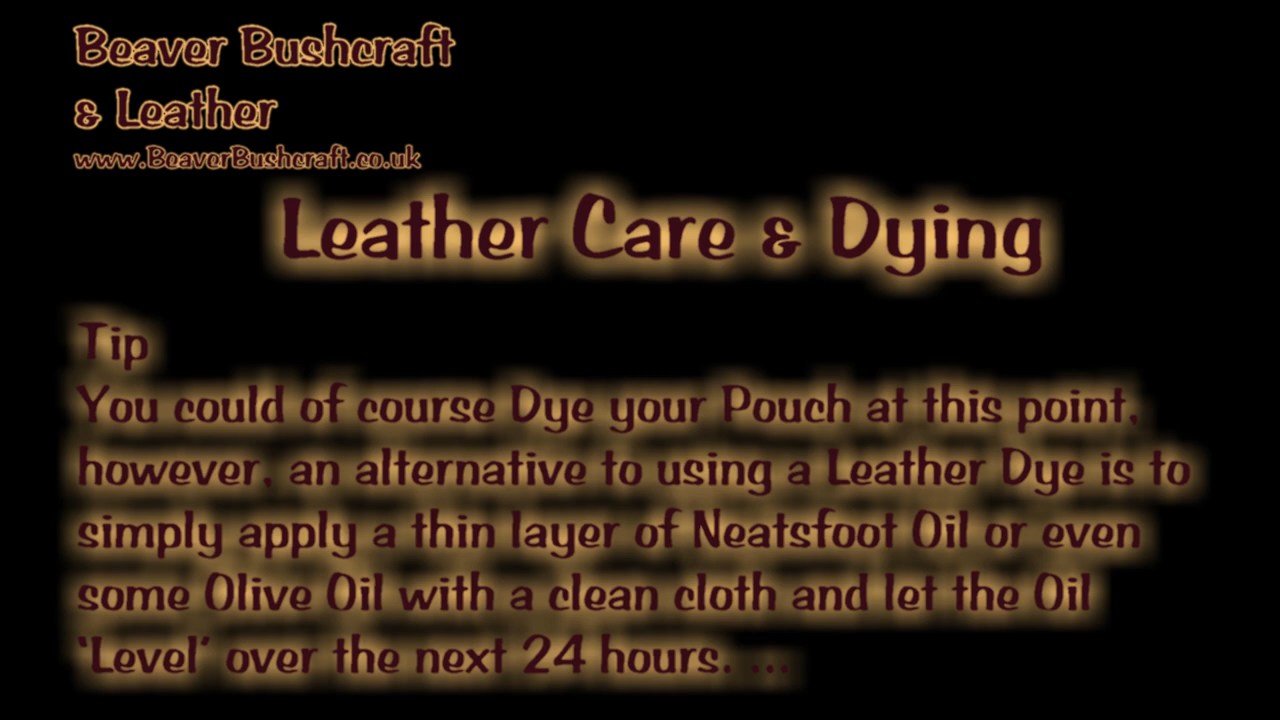 Beaver Bushcraft
& Leather
www.BeaverBushcraft.co.uk
Leather Care & Dying
Tip
You could of course Dye your Pouch at this point,
however, an alternative to using a Leather Dye is to
simply apply a thin layer of Neatsfoot Oil or even
some Olive Oil with a clean cloth and let the Oil
‘Level’ over the next 24 hours. ...